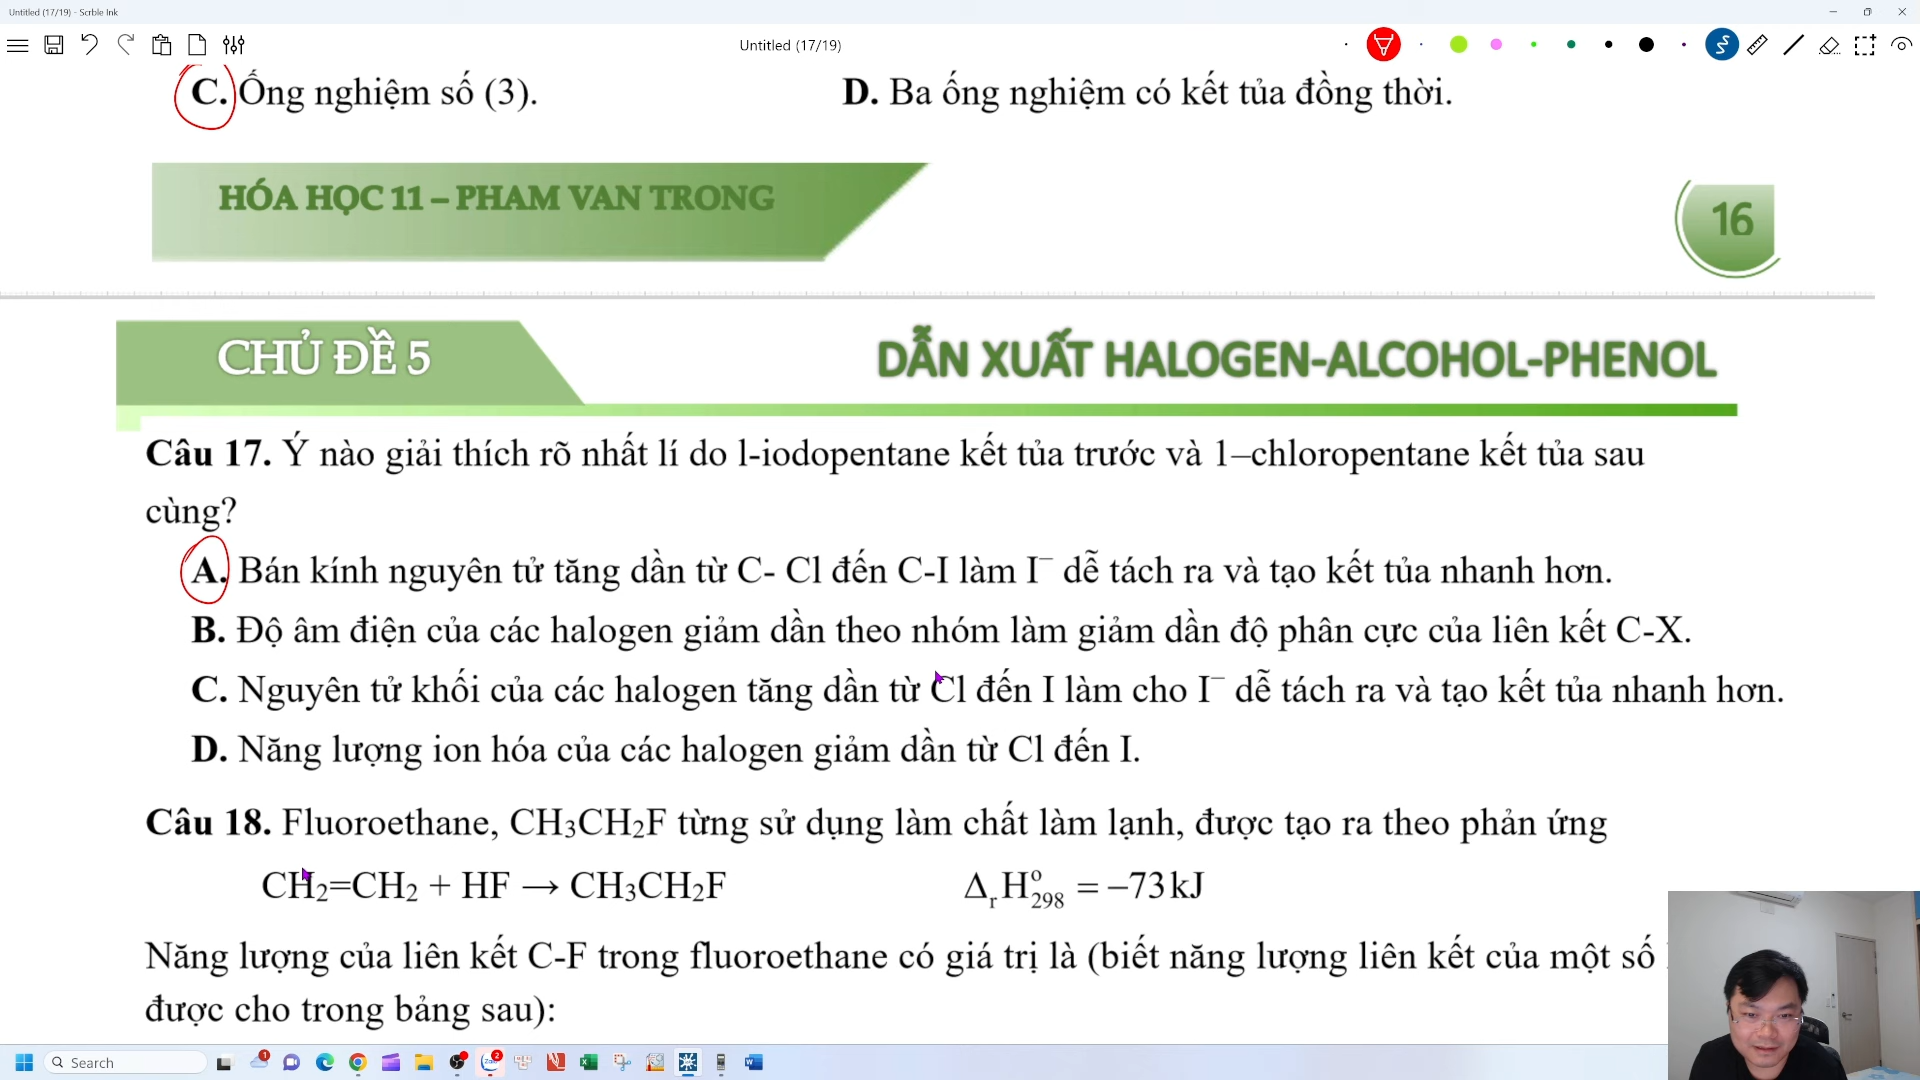 Untitled (17/19) - Scrble Ink
Untitled (17/19)
C. Ống nghiệm số (3). D. Ba ống nghiệm có kết tủa đồng thời.
HÓA HỌC 11 – PHAM VAN TRONG
16
CHỦ ĐỀ 5 DẪN XUẤT HALOGEN-ALCOHOL-PHENOL
Câu 17. Ý nào giải thích rõ nhất lí do l-iodopentane kết tủa trước và 1–chloropentane kết tủa sau
cùng?
A. Bán kính nguyên tử tăng dần từ C- Cl đến C-I làm I⁻ dễ tách ra và tạo kết tủa nhanh hơn.
B. Độ âm điện của các halogen giảm dần theo nhóm làm giảm dần độ phân cực của liên kết C-X.
C. Nguyên tử khối của các halogen tăng dần từ Cl đến I làm cho I⁻ dễ tách ra và tạo kết tủa nhanh hơn.
D. Năng lượng ion hóa của các halogen giảm dần từ Cl đến I.
Câu 18. Fluoroethane, CH₃CH₂F từng sử dụng làm chất làm lạnh, được tạo ra theo phản ứng
CH₂=CH₂ + HF → CH₃CH₂F ΔᵣH°₂₉₈ = –73 kJ
Năng lượng của liên kết C-F trong fluoroethane có giá trị là (biết năng lượng liên kết của một số
được cho trong bảng sau):
Search